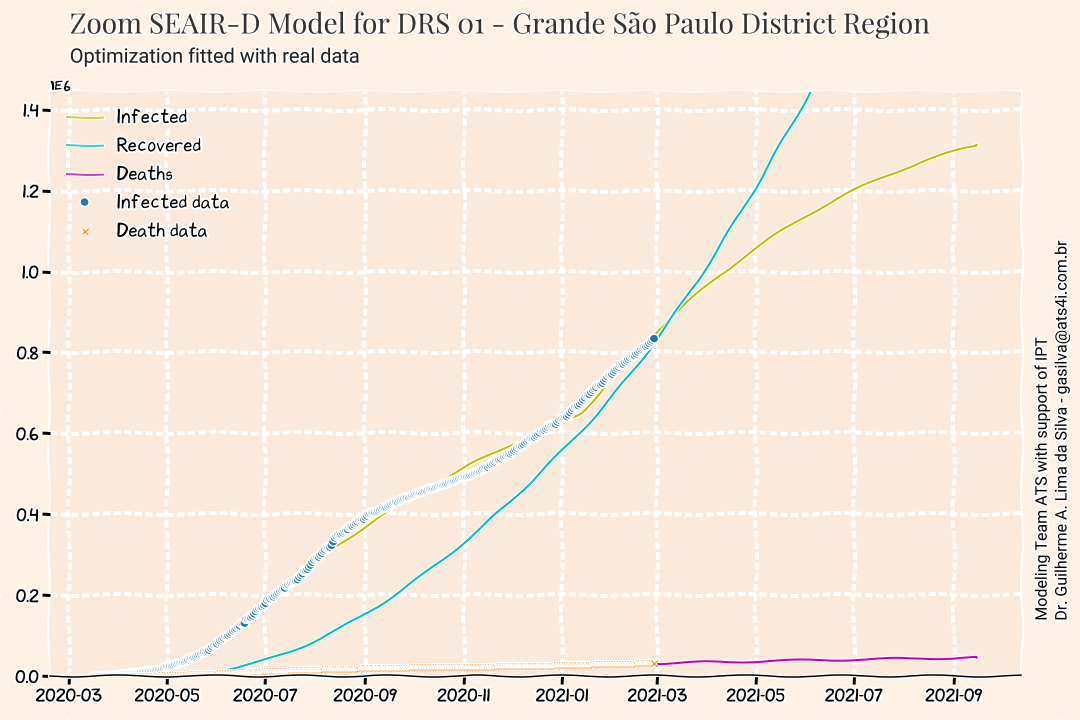 Zoom SEAIR-D Model for DRS 01 - Grande São Paulo District Region
Optimization fitted with real data
1E6
1.4
1.2
1.0
0.8
0.6
0.4
0.2
0.0
Infected
Recovered
Deaths
Infected data
Death data
2020-03 2020-05 2020-07 2020-09 2020-11 2021-01 2021-03 2021-05 2021-07 2021-09
Modeling Team ATS with support of IPT
Dr. Guilherme A. Lima da Silva - gasilva@ats4i.com.br